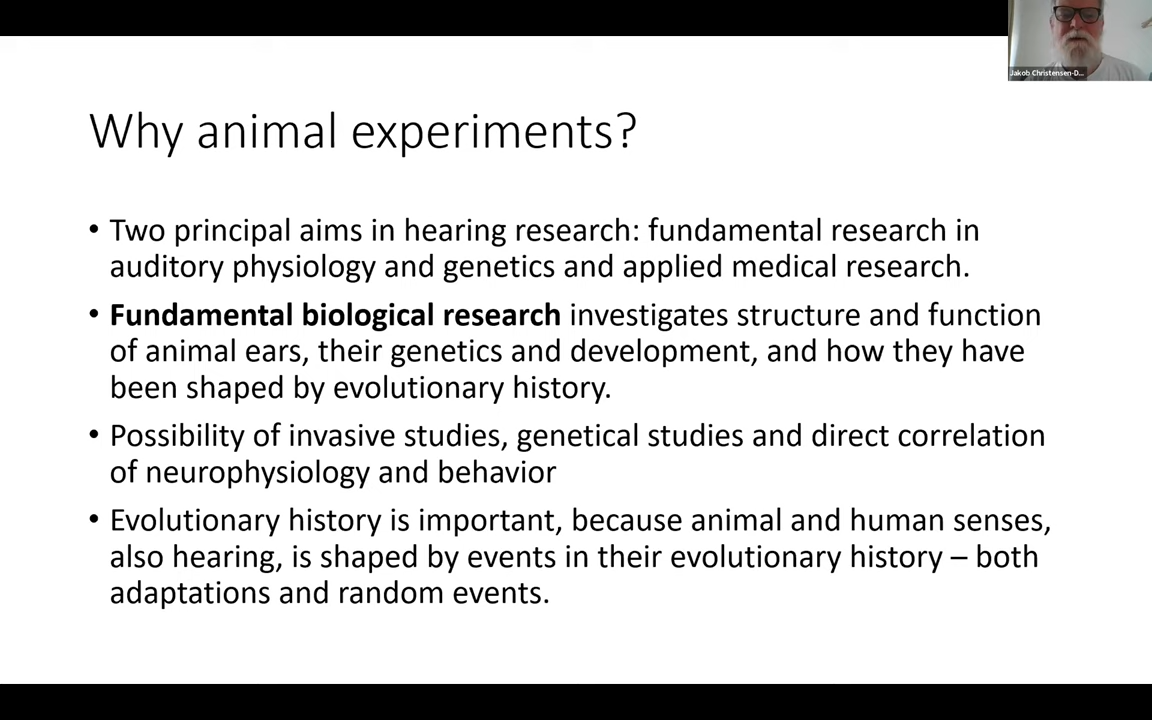 Jakob Christensen-D...
Why animal experiments?
• Two principal aims in hearing research: fundamental research in
auditory physiology and genetics and applied medical research.
• Fundamental biological research investigates structure and function
of animal ears, their genetics and development, and how they have
been shaped by evolutionary history.
• Possibility of invasive studies, genetical studies and direct correlation
of neurophysiology and behavior
• Evolutionary history is important, because animal and human senses,
also hearing, is shaped by events in their evolutionary history – both
adaptations and random events.